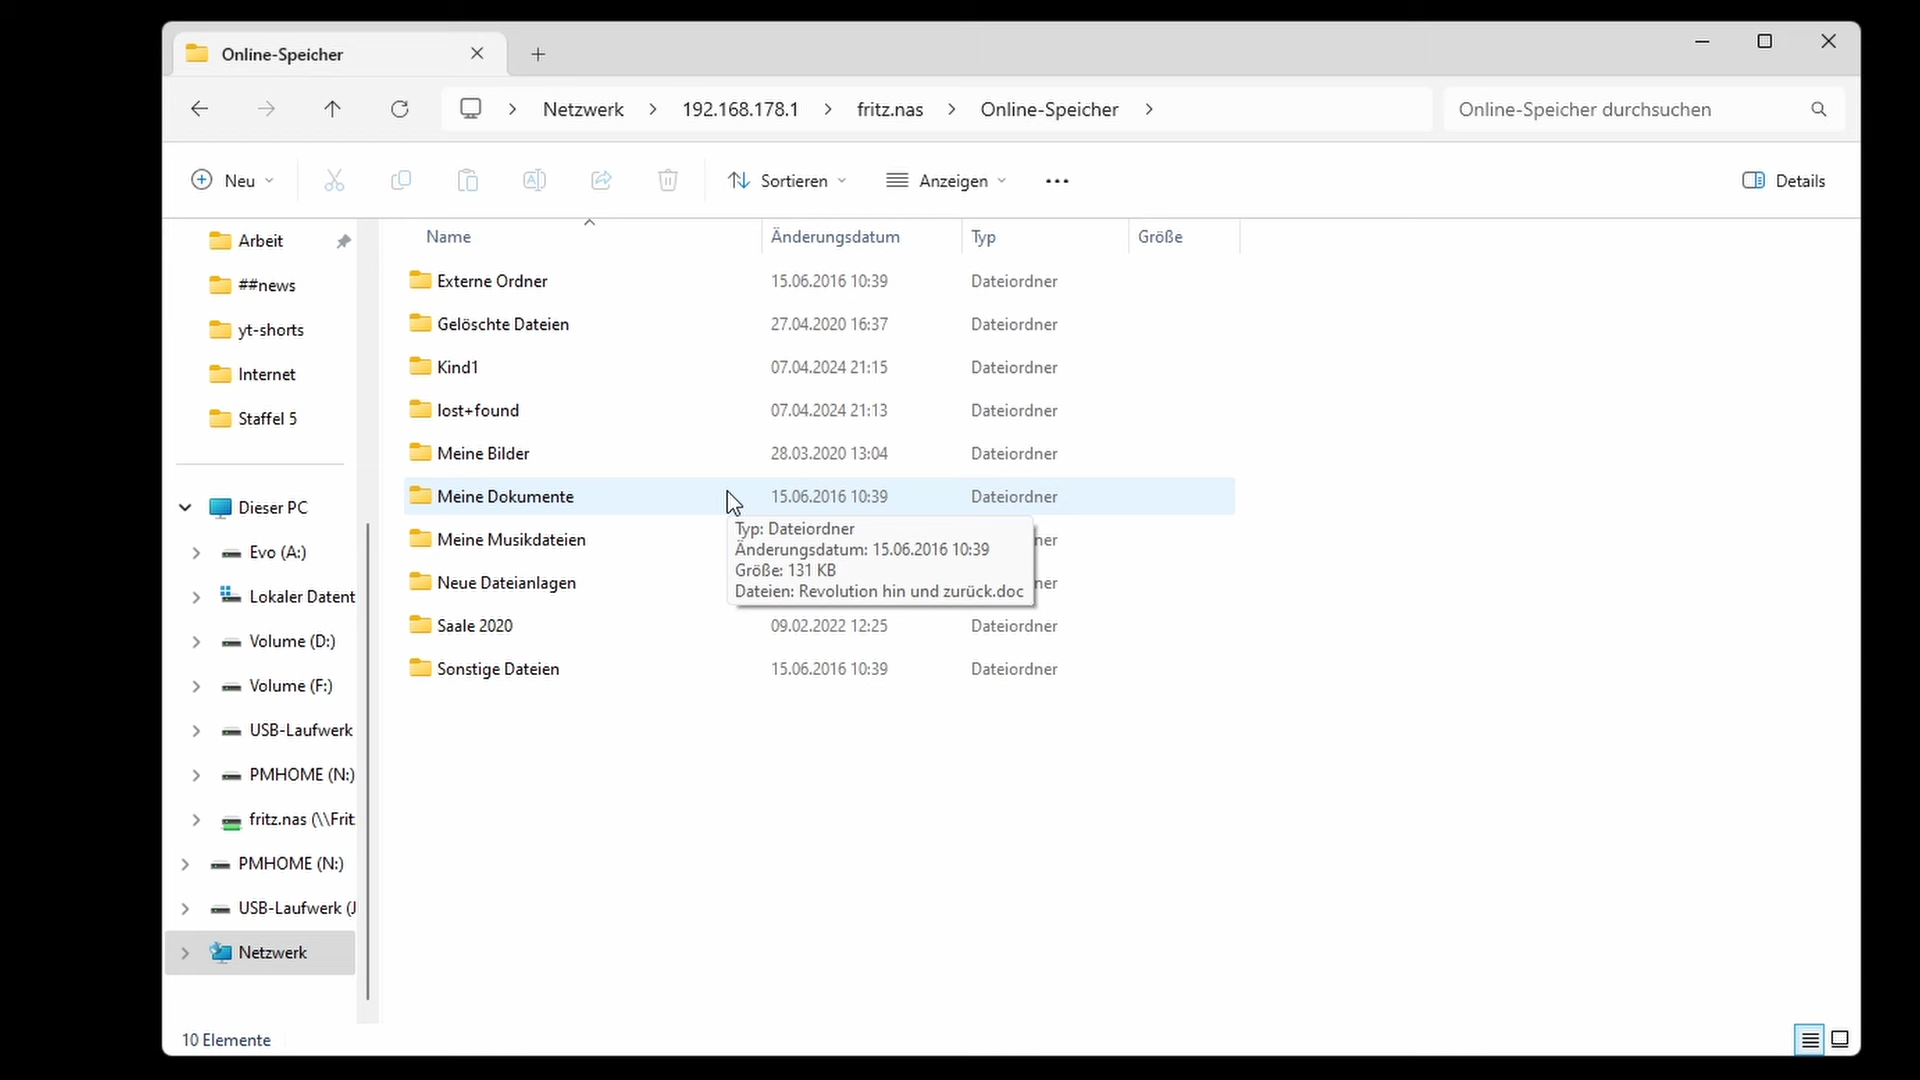 Online-Speicher
Netzwerk > 192.168.178.1 > fritz.nas > Online-Speicher >
Online-Speicher durchsuchen
Neu
Sortieren
Anzeigen
Details
Arbeit
##news
yt-shorts
Internet
Staffel 5
Dieser PC
Evo (A:)
Lokaler Datent
Volume (D:)
Volume (F:)
USB-Laufwerk
PMHOME (N:)
fritz.nas (\\Frit
PMHOME (N:)
USB-Laufwerk (J
Netzwerk
Name Änderungsdatum Typ Größe
Externe Ordner 15.06.2016 10:39 Dateiordner
Gelöschte Dateien 27.04.2020 16:37 Dateiordner
Kind1 07.04.2024 21:15 Dateiordner
lost+found 07.04.2024 21:13 Dateiordner
Meine Bilder 28.03.2020 13:04 Dateiordner
Meine Dokumente 15.06.2016 10:39 Dateiordner
Meine Musikdateien ner
Neue Dateianlagen ner
Saale 2020 09.02.2022 12:25 Dateiordner
Sonstige Dateien 15.06.2016 10:39 Dateiordner
Typ: Dateiordner
Änderungsdatum: 15.06.2016 10:39
Größe: 131 KB
Dateien: Revolution hin und zurück.doc
10 Elemente